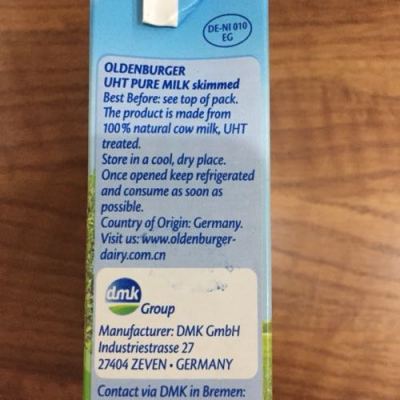 DE-NI 010
EG
OLDENBURGER
UHT PURE MILK skimmed
Best Before: see top of pack.
The product is made from
100% natural cow milk, UHT
treated.
Store in a cool, dry place.
Once opened keep refrigerated
and consume as soon as
possible.
Country of Origin: Germany.
Visit us: www.oldenburger-
dairy.com.cn
dmk
Group
Manufacturer: DMK GmbH
Industriestrasse 27
27404 ZEVEN • GERMANY
Contact via DMK in Bremen: